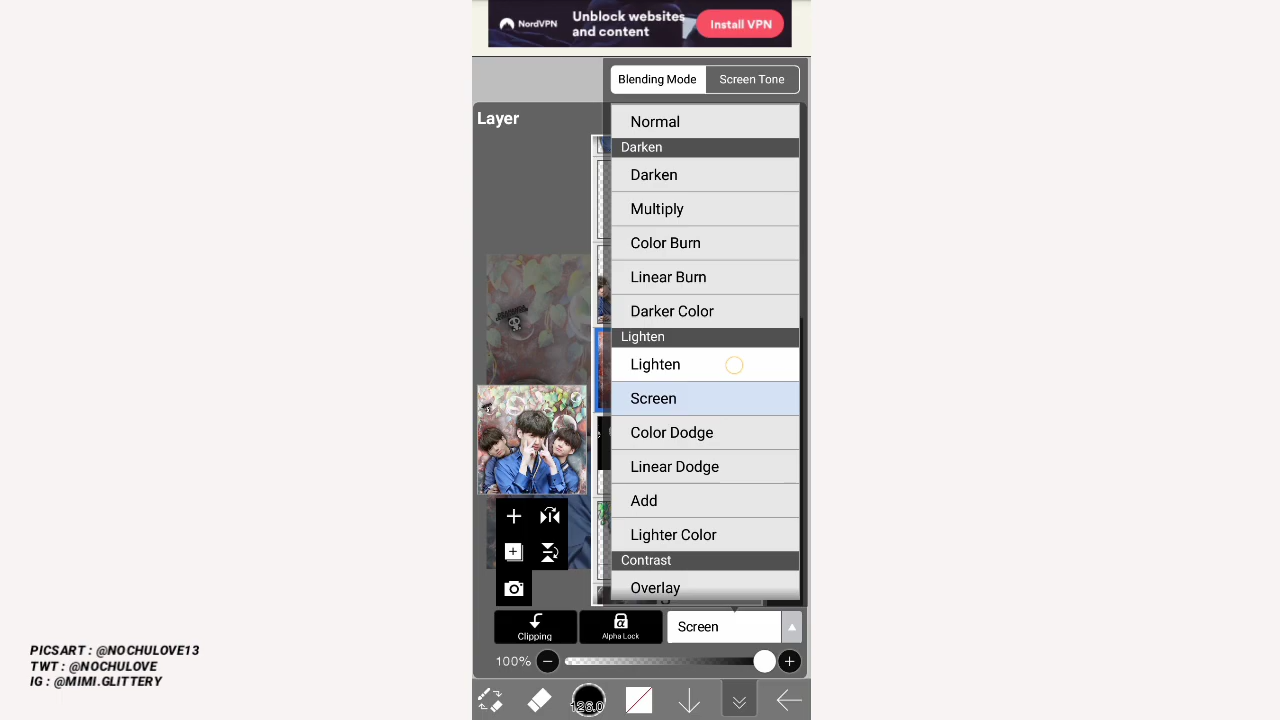 NordVPN
Unblock websites
and content
Install VPN
Blending Mode
Screen Tone
Layer
Normal
Darken
Darken
Multiply
Color Burn
Linear Burn
Darker Color
Lighten
Lighten
Screen
Color Dodge
Linear Dodge
Add
Lighter Color
Contrast
Overlay
Clipping
Alpha Lock
Screen
100%
126.0
PICSART : @NOCHULOVE13
TWT : @NOCHULOVE
IG : @MIMI.GLITTERY